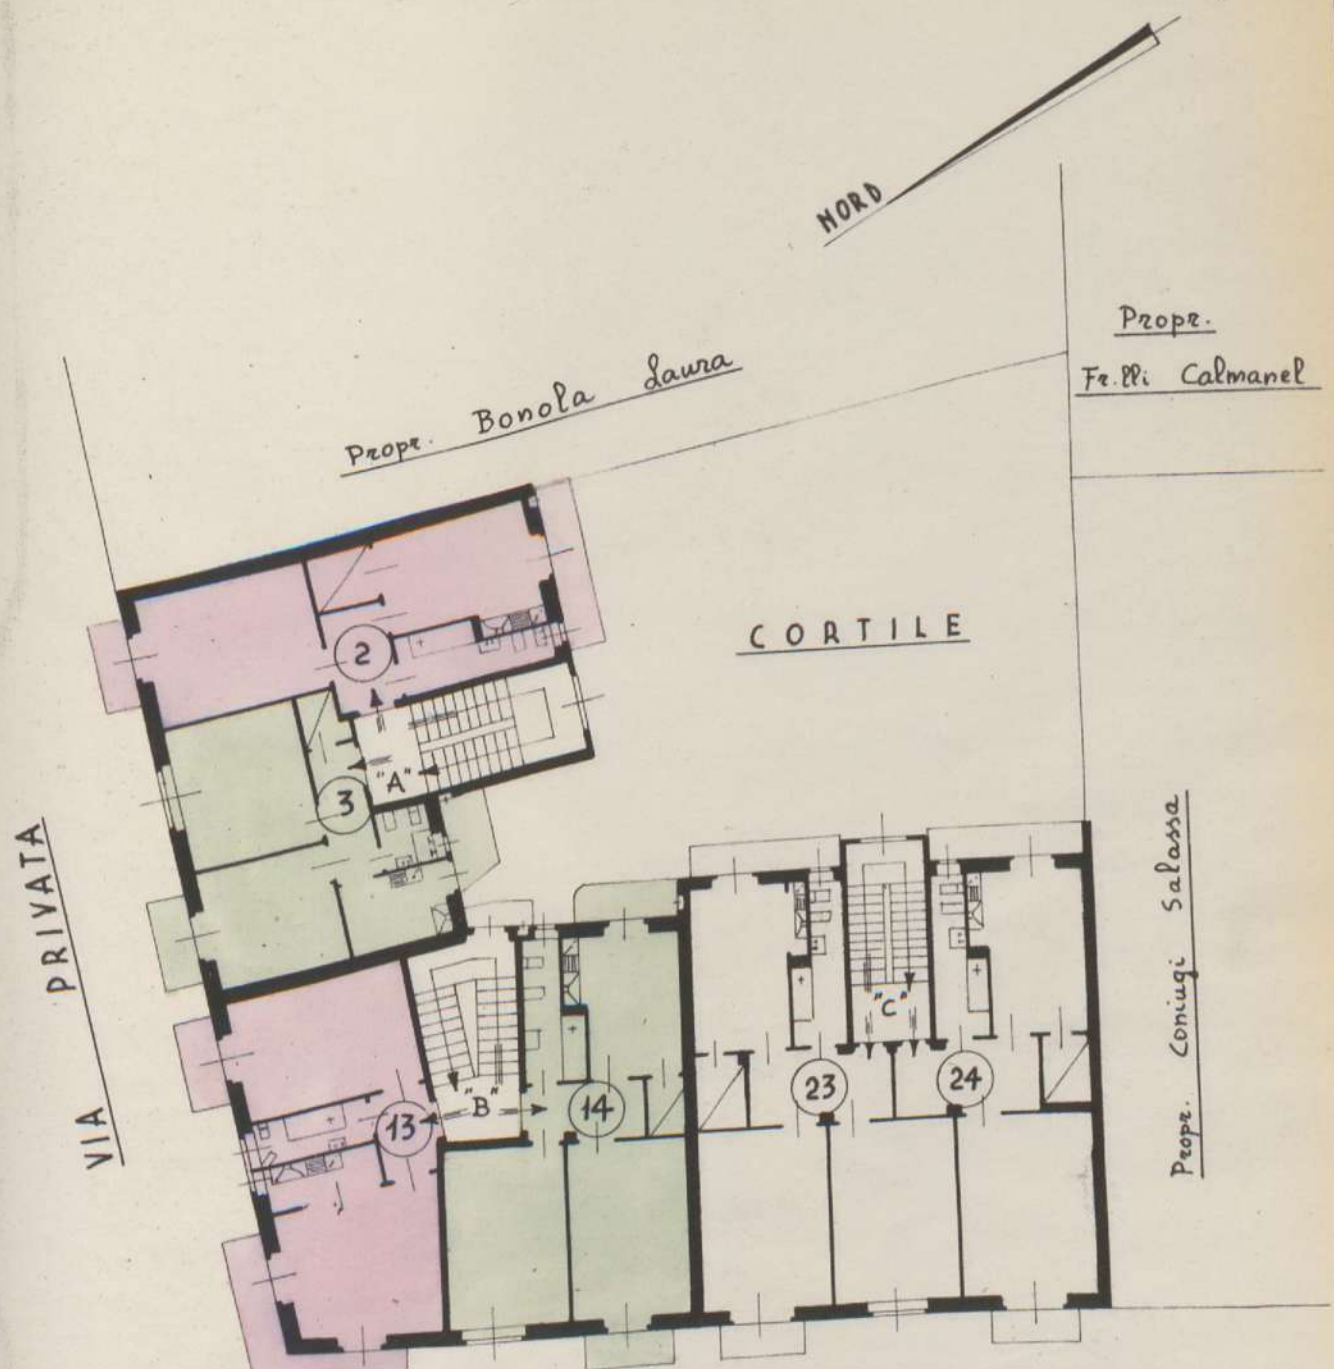 NORD
Propr.
Fr.lli Calmanel
Propr. Bonola Laura
CORTILE
2
"A"
3
VIA PRIVATA
Propr. Coniugi Salassa
"C"
23
24
"B"
13
14